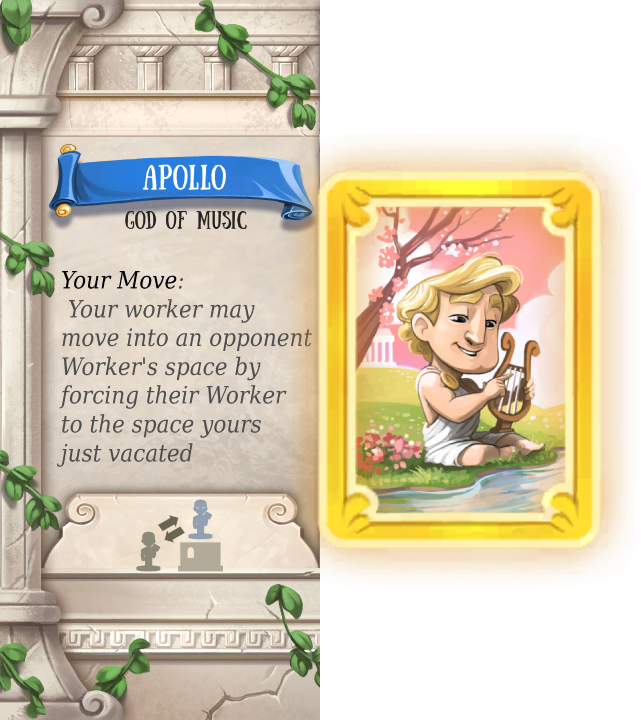 APOLLO
GOD OF MUSIC
Your Move:
Your worker may
move into an opponent
Worker's space by
forcing their Worker
to the space yours
just vacated